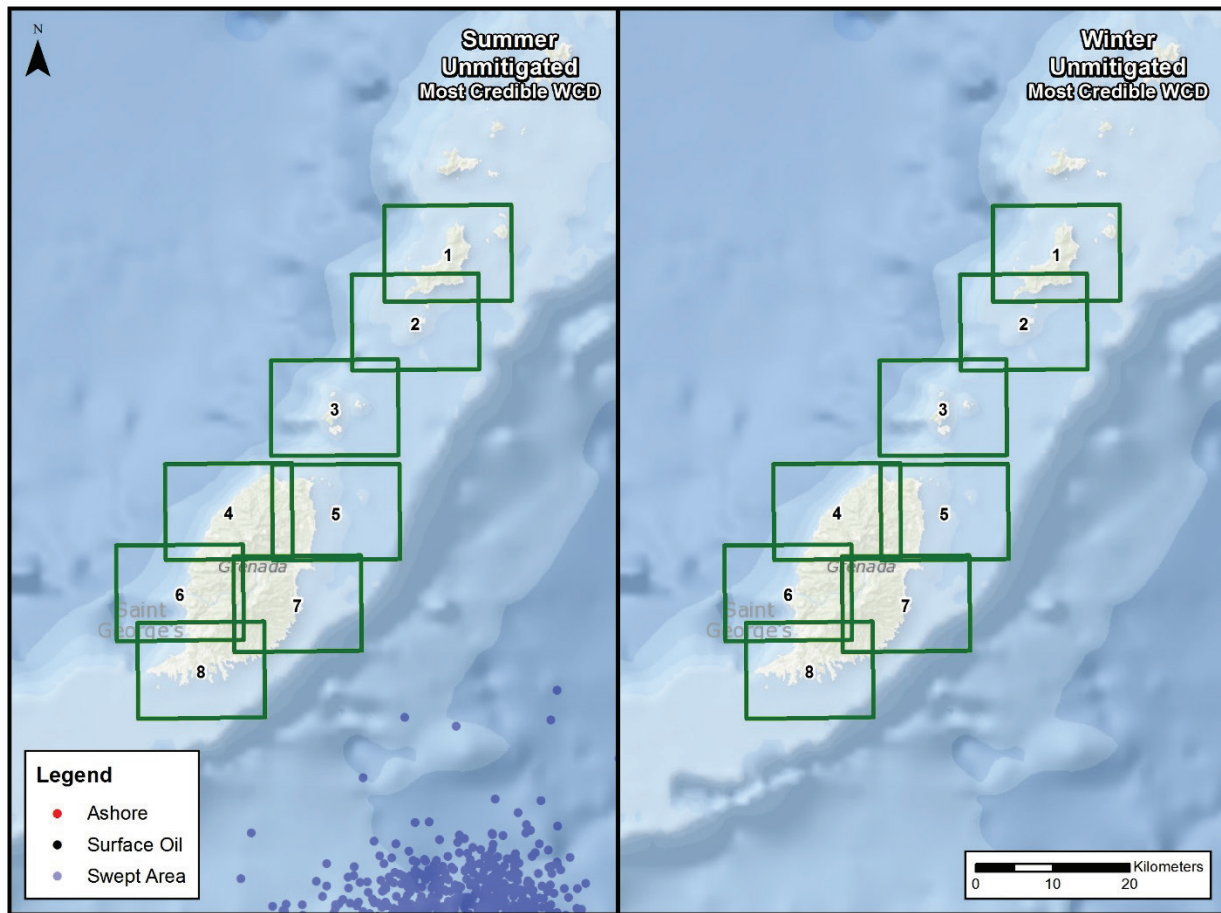 N
Summer
Unmitigated
Most Credible WCD
1
2
3
4
5
Grenada
6
7
Saint
George's
8
Legend
Ashore
Surface Oil
Swept Area
Winter
Unmitigated
Most Credible WCD
1
2
3
4
5
Grenada
6
7
Saint
George's
8
Kilometers
0 10 20